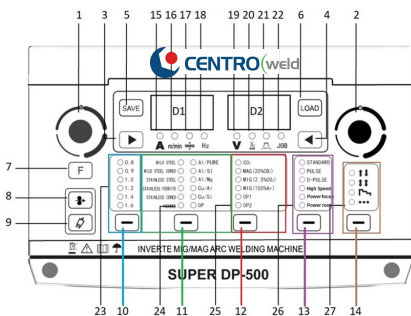 1 3 5 15 16 17 18 19 20 21 22 6 4 2
CENTRO weld
SAVE D1 D2 LOAD
A m/min Hz V JOB
7 F
8
9
0.8 MILD STEEL Al/PURE CO₂ STANDARD
0.9 MILD STEEL CORED Al/Si MAG(20%CO₂) PULSE
1.0 STAINLESS STEEL Al/Mg MIG(2.5%CO₂) D-PULSE
1.2 STAINLESS FERRITE Cu/Al MIG(100%Ar) High Speed
1.4 STAINLESS CORED Cu/Si OP1 Power focus
1.6 OP OP2 Power root
INVERTE MIG/MAG ARC WELDING MACHINE
SUPER DP-500
23 10 24 11 25 12 26 13 27 14